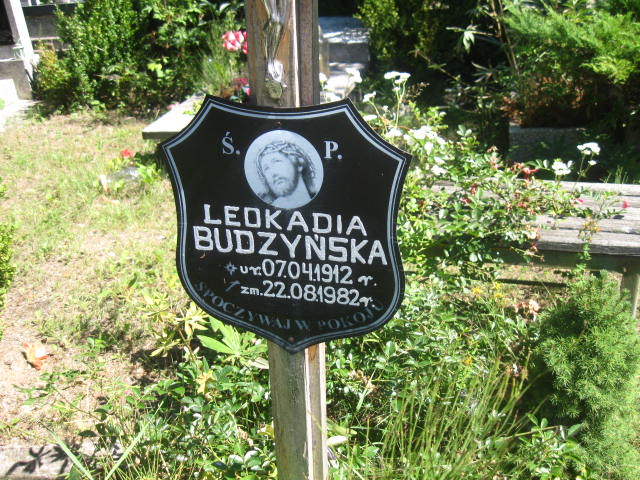 Ś. P.
LEOKADIA
BUDZYŃSKA
ur. 07.04.1912 r.
zm. 22.08.1982 r.
SPOCZYWAJ W POKOJU